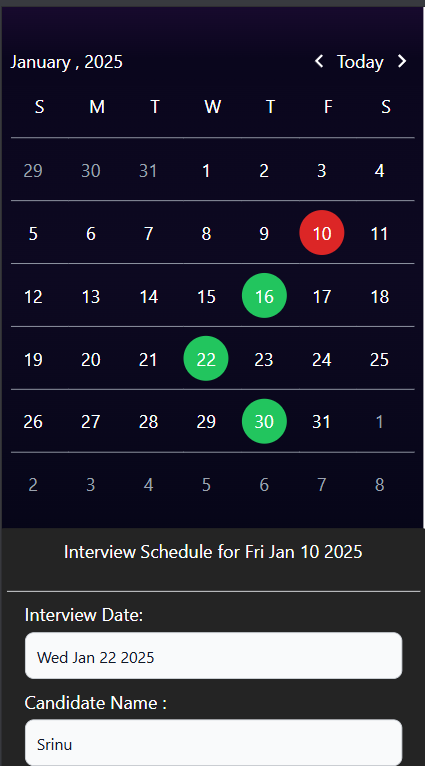 January , 2025 Today
S M T W T F S
29 30 31 1 2 3 4
5 6 7 8 9 10 11
12 13 14 15 16 17 18
19 20 21 22 23 24 25
26 27 28 29 30 31 1
2 3 4 5 6 7 8
Interview Schedule for Fri Jan 10 2025
Interview Date:
Wed Jan 22 2025
Candidate Name :
Srinu